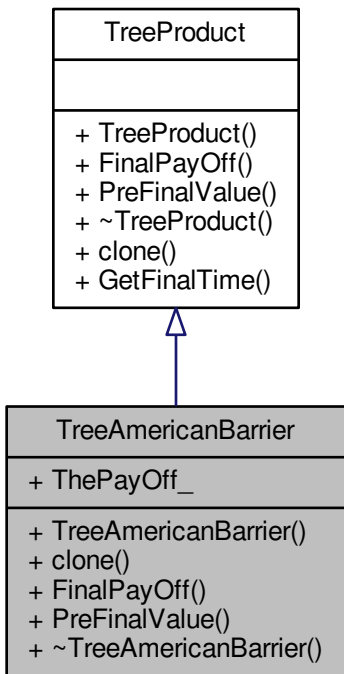 TreeProduct
+ TreeProduct()
+ FinalPayOff()
+ PreFinalValue()
+ ~TreeProduct()
+ clone()
+ GetFinalTime()
TreeAmericanBarrier
+ ThePayOff_
+ TreeAmericanBarrier()
+ clone()
+ FinalPayOff()
+ PreFinalValue()
+ ~TreeAmericanBarrier()